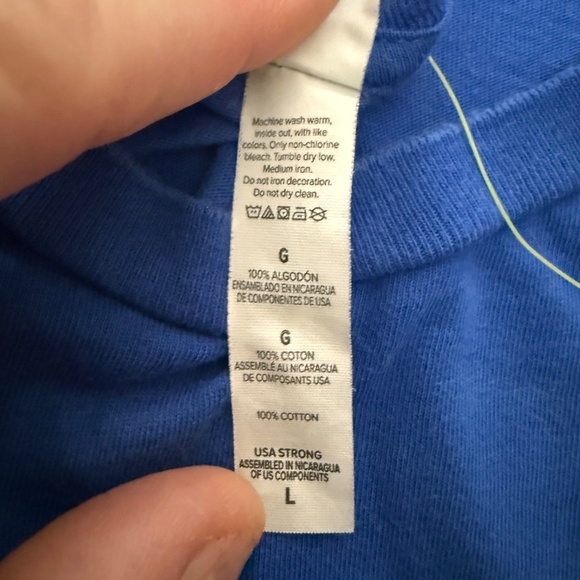 Machine wash warm,
inside out, with like
colors. Only non-chlorine
bleach. Tumble dry low.
Medium iron.
Do not iron decoration.
Do not dry clean.
G
100% ALGODÓN
ENSAMBLADO EN NICARAGUA
DE COMPONENTES DE USA
G
100% COTON
ASSEMBLÉ AU NICARAGUA
DE COMPOSANTS USA
100% COTTON
USA STRONG
ASSEMBLED IN NICARAGUA
OF US COMPONENTS
L